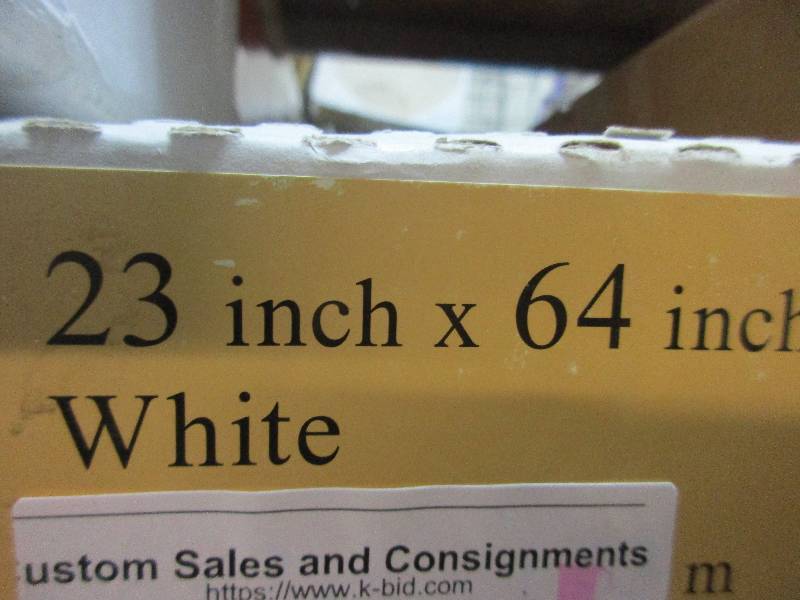 23 inch x 64 inch
White
ustom Sales and Consignments
https://www.k-bid.com
m